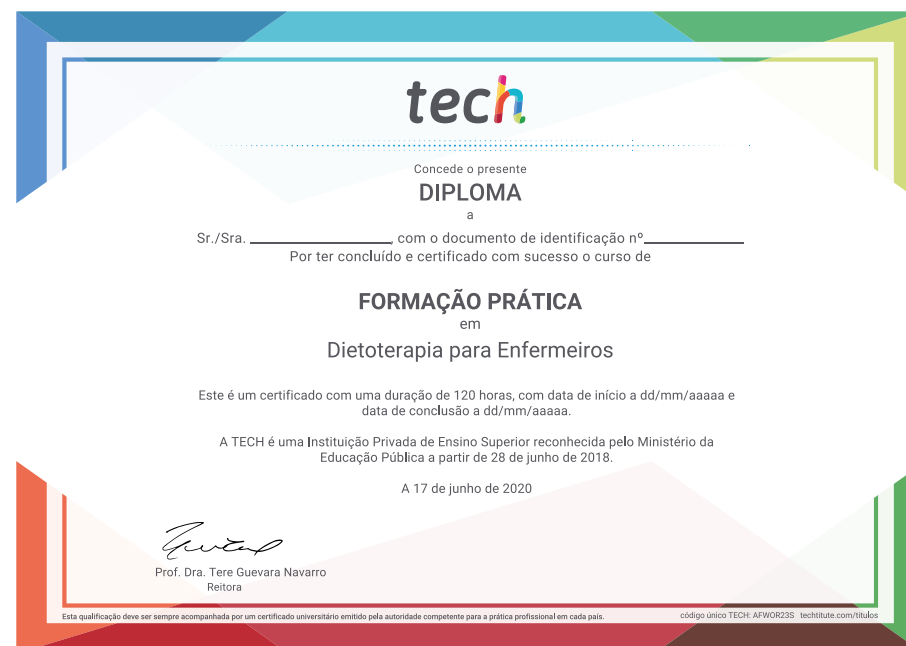 tech
Concede o presente
DIPLOMA
a
Sr./Sra. ____________________, com o documento de identificação nº______________
Por ter concluído e certificado com sucesso o curso de
FORMAÇÃO PRÁTICA
em
Dietoterapia para Enfermeiros
Este é um certificado com uma duração de 120 horas, com data de início a dd/mm/aaaaa e
data de conclusão a dd/mm/aaaaa.
A TECH é uma Instituição Privada de Ensino Superior reconhecida pelo Ministério da
Educação Pública a partir de 28 de junho de 2018.
A 17 de junho de 2020
Prof. Dra. Tere Guevara Navarro
Reitora
Esta qualificação deve ser sempre acompanhada por um certificado universitário emitido pela autoridade competente para a prática profissional em cada país.
código único TECH: AFWOR23S techtitute.com/titulos